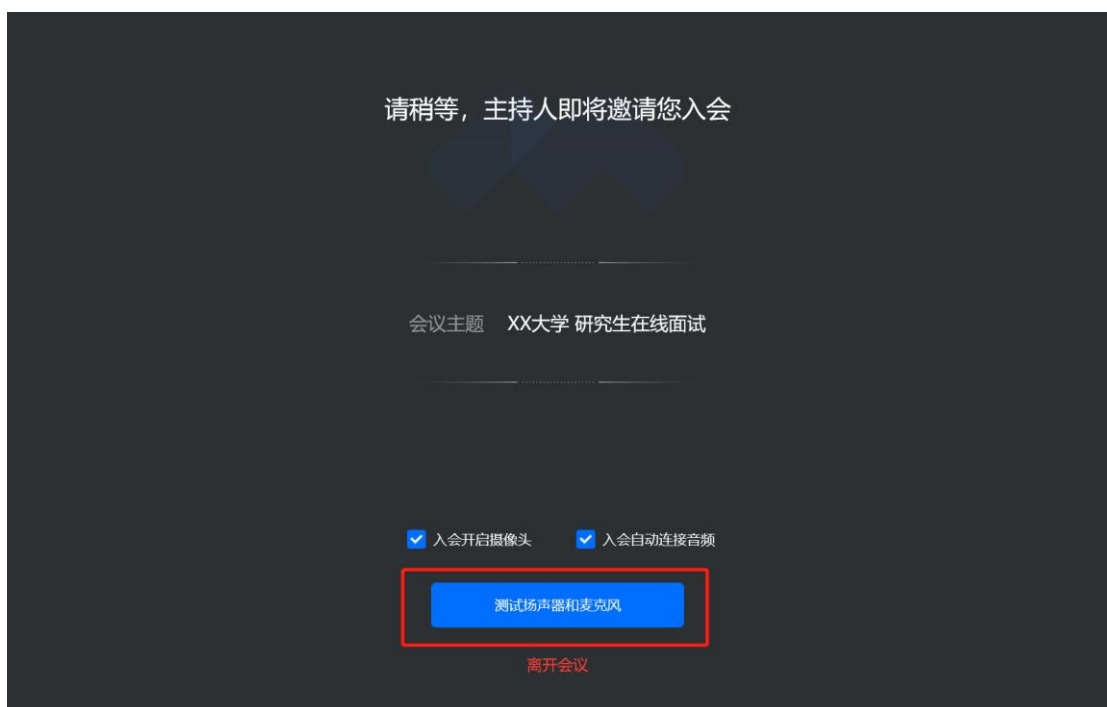 请稍等，主持人即将邀请您入会
会议主题 XX大学 研究生在线面试
入会开启摄像头 入会自动连接音频
测试扬声器和麦克风
离开会议